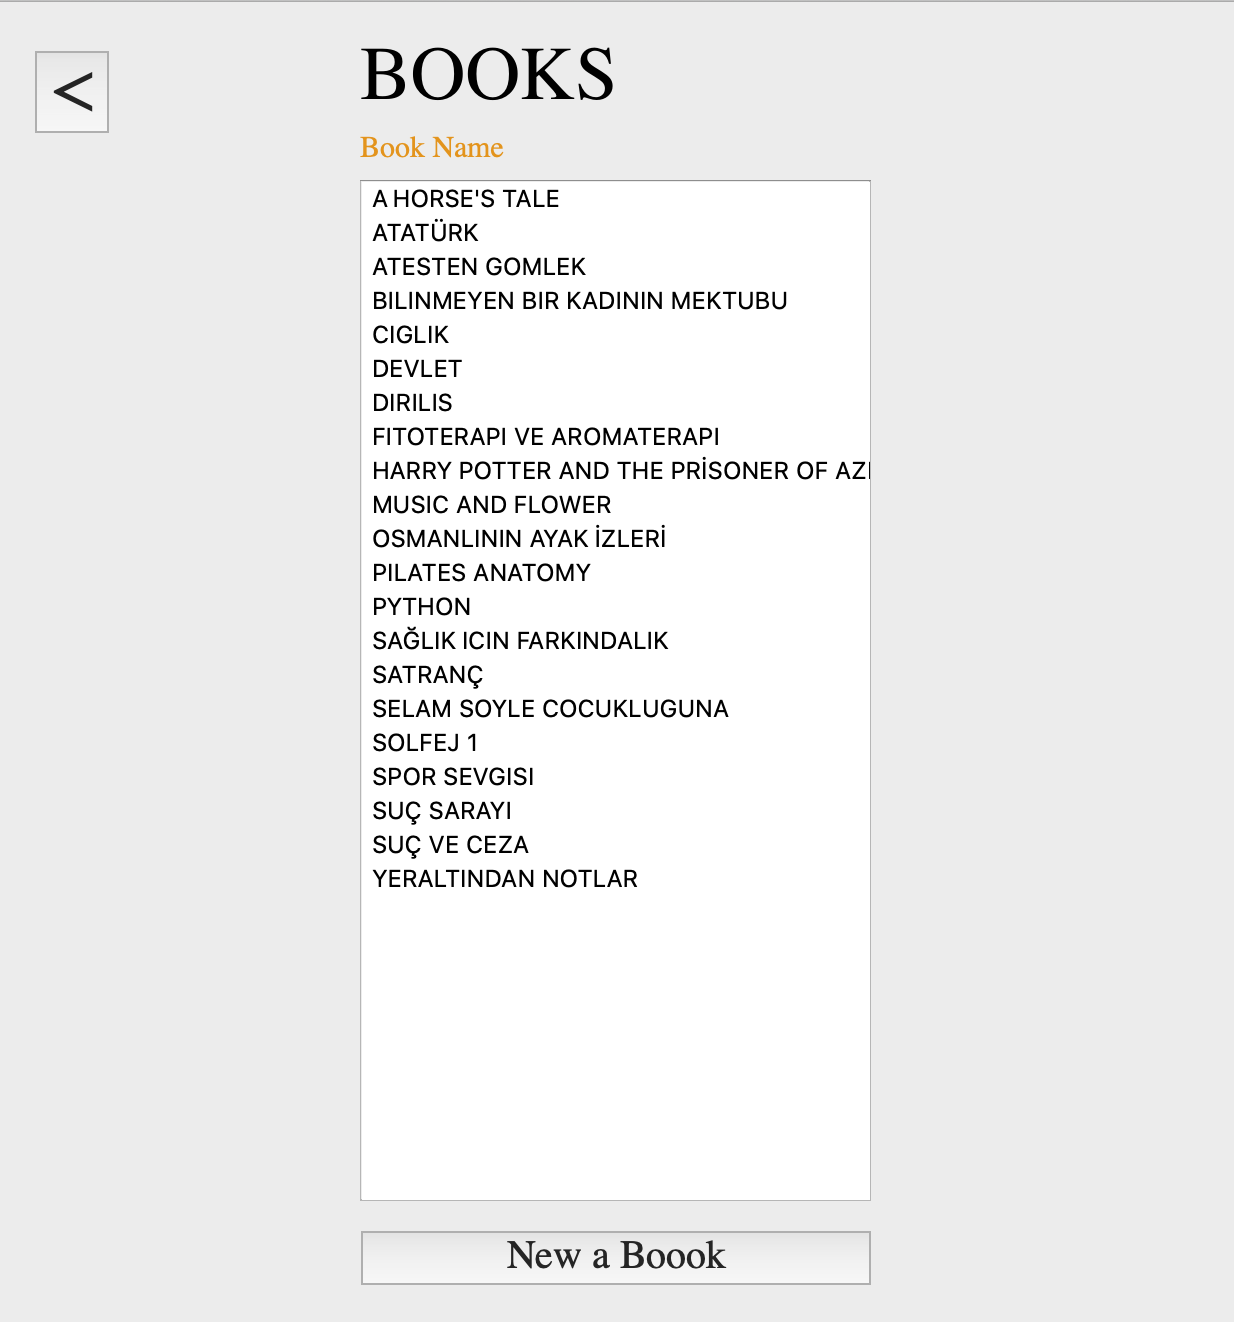 <
BOOKS
Book Name
A HORSE'S TALE
ATATÜRK
ATESTEN GOMLEK
BILINMEYEN BIR KADININ MEKTUBU
CIGLIK
DEVLET
DIRILIS
FITOTERAPI VE AROMATERAPI
HARRY POTTER AND THE PRİSONER OF
MUSIC AND FLOWER
OSMANLININ AYAK İZLERİ
PILATES ANATOMY
PYTHON
SAĞLIK ICIN FARKINDALIK
SATRANÇ
SELAM SOYLE COCUKLUGUNA
SOLFEJ 1
SPOR SEVGISI
SUÇ SARAYI
SUÇ VE CEZA
YERALTINDAN NOTLAR
New a Boook